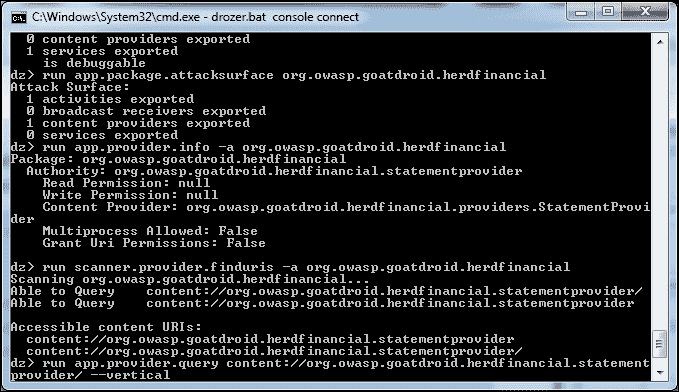 C:\Windows\System32\cmd.exe - drozer.bat console connect
0 content providers exported
1 services exported
is debuggable
dz> run app.package.attacksurface org.owasp.goatdroid.herdfinancial
Attack Surface:
1 activities exported
0 broadcast receivers exported
1 content providers exported
0 services exported
dz> run app.provider.info -a org.owasp.goatdroid.herdfinancial
Package: org.owasp.goatdroid.herdfinancial
Authority: org.owasp.goatdroid.herdfinancial.statementprovider
Read Permission: null
Write Permission: null
Content Provider: org.owasp.goatdroid.herdfinancial.providers.StatementProvi
der
Multiprocess Allowed: False
Grant Uri Permissions: False
dz> run scanner.provider.finduris -a org.owasp.goatdroid.herdfinancial
Scanning org.owasp.goatdroid.herdfinancial...
Able to Query content://org.owasp.goatdroid.herdfinancial.statementprovider/
Able to Query content://org.owasp.goatdroid.herdfinancial.statementprovider
Accessible content URIs:
content://org.owasp.goatdroid.herdfinancial.statementprovider
content://org.owasp.goatdroid.herdfinancial.statementprovider/
dz> run app.provider.query content://org.owasp.goatdroid.herdfinancial.statement
provider/ --vertical